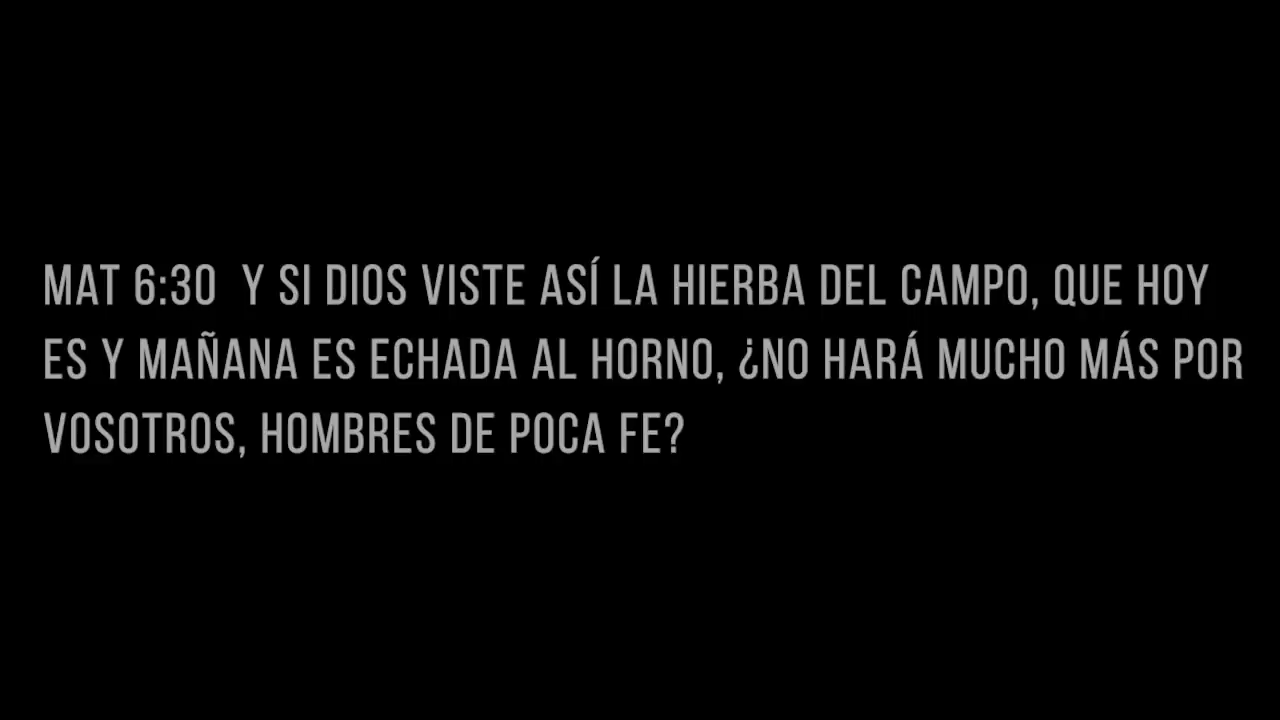 MAT 6:30  Y SI DIOS VISTE ASÍ LA HIERBA DEL CAMPO, QUE HOY
ES Y MAÑANA ES ECHADA AL HORNO, ¿NO HARÁ MUCHO MÁS POR
VOSOTROS, HOMBRES DE POCA FE?